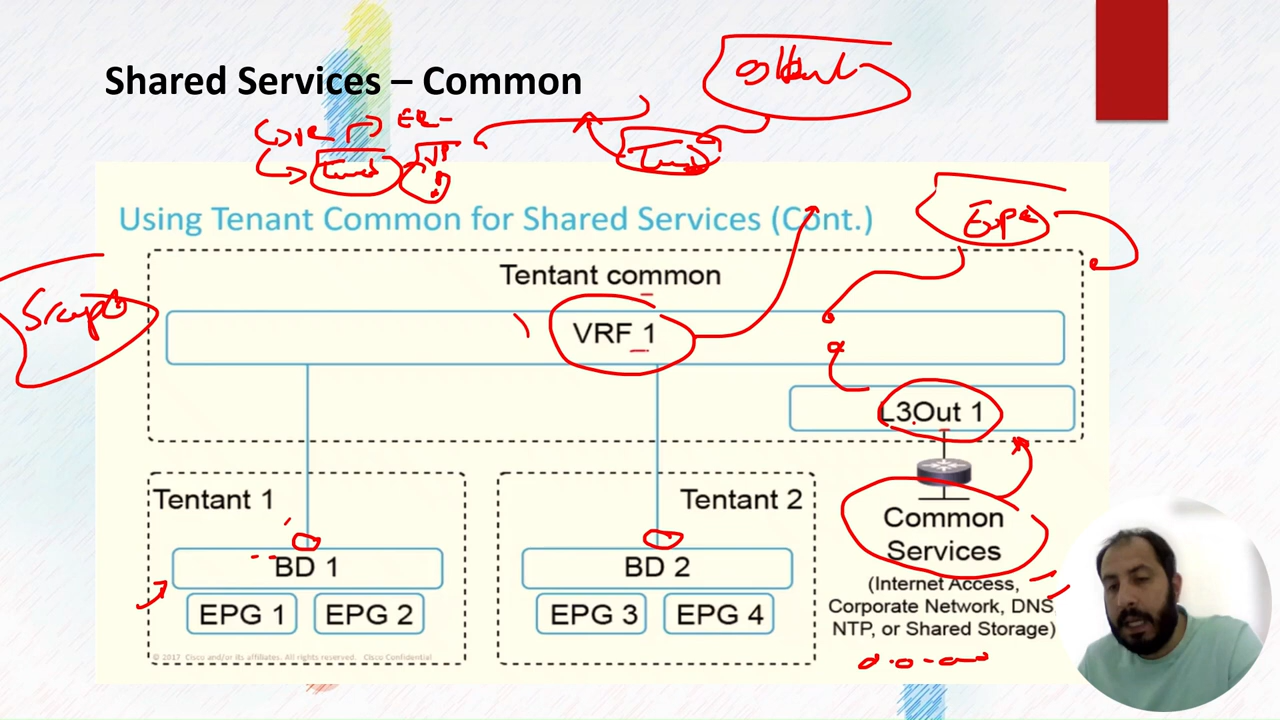 Shared Services – Common
Using Tenant Common for Shared Services (Cont.)
Tentant common
VRF 1
L3Out 1
Tentant 1
Tentant 2
BD 1
BD 2
EPG 1
EPG 2
EPG 3
EPG 4
Common
Services
(Internet Access,
Corporate Network, DNS
NTP, or Shared Storage)
© 2017 Cisco and/or its affiliates. All rights reserved. Cisco Confidential